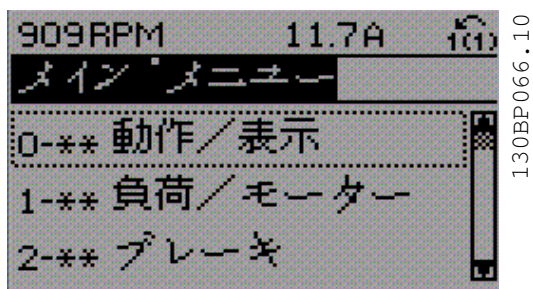 909RPM 11.7A 1(1)
メイン゜メニュー
0-** 動作／表示
1-** 負荷／モーター
2-** ブレーキ
130BP066.10